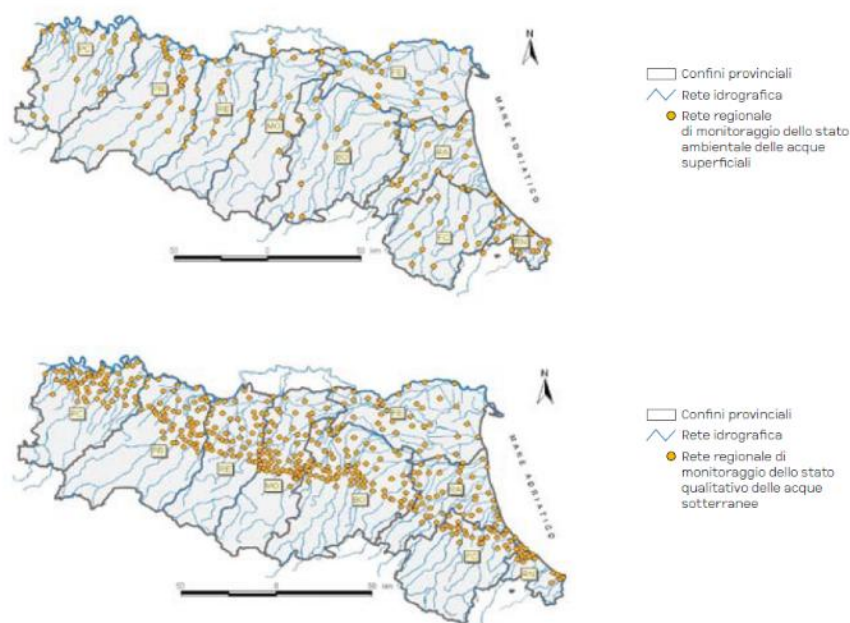 N
PC
PR
RE
MO
BO
FE
RA
FC
RN
MARE ADRIATICO
50 0 50 km
Confini provinciali
Rete idrografica
Rete regionale
di monitoraggio dello stato
ambientale delle acque
superficiali
N
PC
PR
RE
MO
BO
FE
RA
FC
RN
MARE ADRIATICO
50 0 50 km
Confini provinciali
Rete idrografica
Rete regionale di
monitoraggio dello stato
qualitativo delle acque
sotterranee